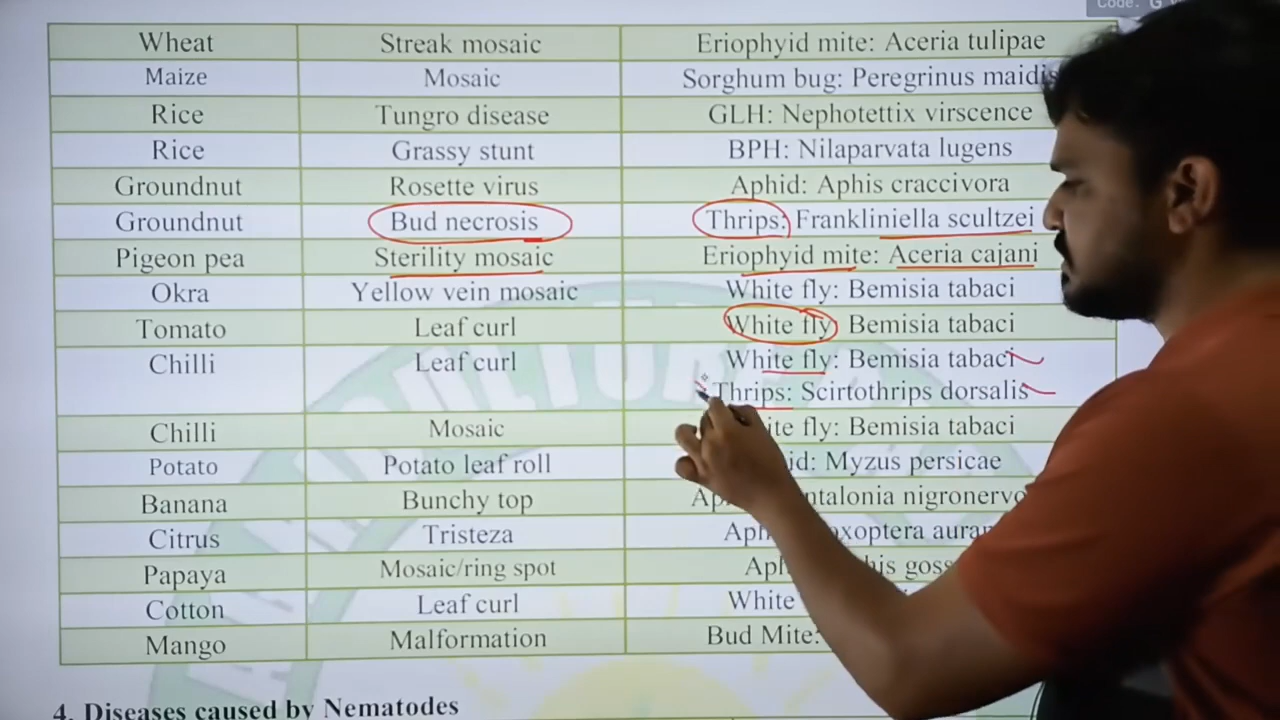 Code: G
Wheat Streak mosaic Eriophyid mite: Aceria tulipae
Maize Mosaic Sorghum bug: Peregrinus maidis
Rice Tungro disease GLH: Nephotettix virscence
Rice Grassy stunt BPH: Nilaparvata lugens
Groundnut Rosette virus Aphid: Aphis craccivora
Groundnut Bud necrosis Thrips: Frankliniella scultzei
Pigeon pea Sterility mosaic Eriophyid mite: Aceria cajani
Okra Yellow vein mosaic White fly: Bemisia tabaci
Tomato Leaf curl White fly: Bemisia tabaci
Chilli Leaf curl White fly: Bemisia tabaci
Thrips: Scirtothrips dorsalis
Chilli Mosaic fly: Bemisia tabaci
Potato Potato leaf roll Myzus persicae
Banana Bunchy top
Citrus Tristeza
Papaya Mosaic/ring spot
Cotton Leaf curl White
Mango Malformation Bud Mite:
4. Diseases caused by Nematodes